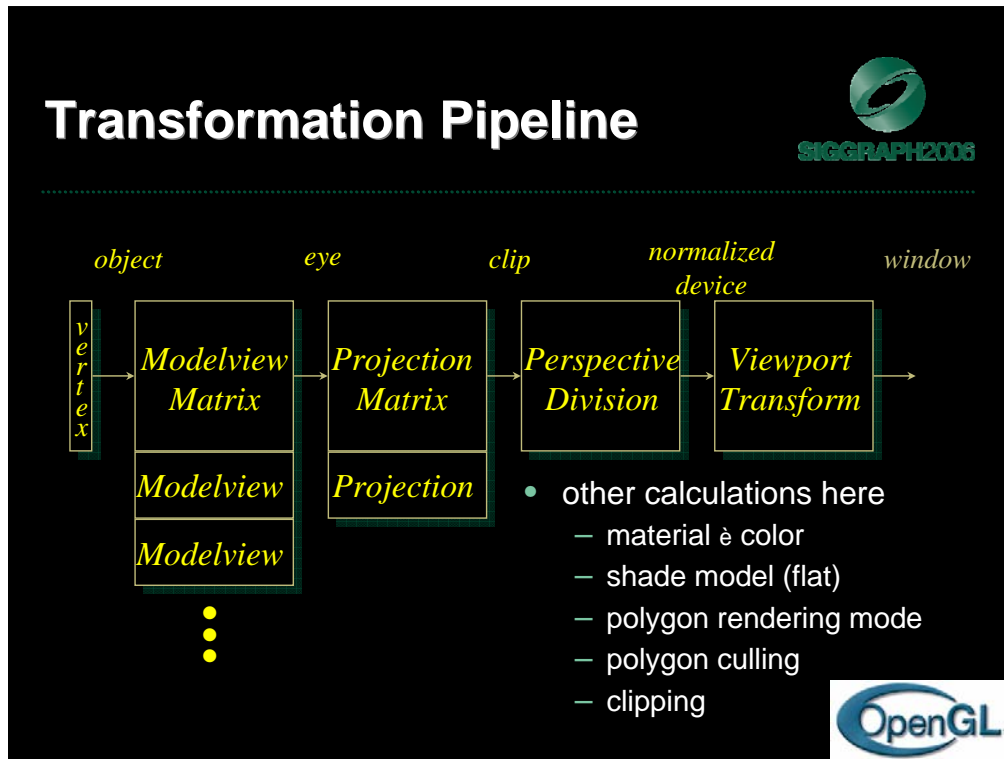 Transformation Pipeline
SIGGRAPH2006
object
eye
clip
normalized
device
window
vertex
Modelview
Matrix
Projection
Matrix
Perspective
Division
Viewport
Transform
Modelview
Projection
Modelview
• other calculations here
– material è color
– shade model (flat)
– polygon rendering mode
– polygon culling
– clipping
OpenGL